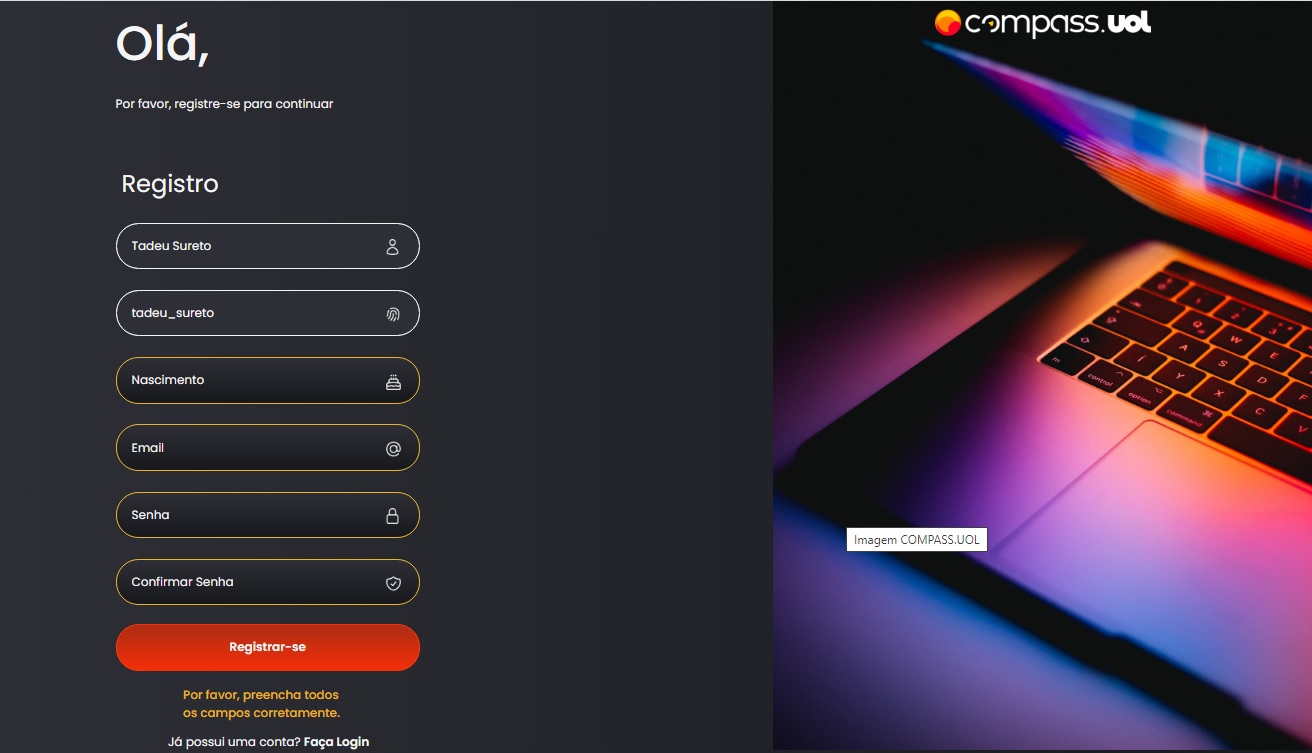 Olá,
Por favor, registre-se para continuar
Registro
Tadeu Sureto
tadeu_sureto
Nascimento
Email
Senha
Confirmar Senha
Registrar-se
Por favor, preencha todos
os campos corretamente.
Já possui uma conta? Faça Login
compass.uol
Imagem COMPASS.UOL
Q W E
A S D F
Y X C V
fn control option command